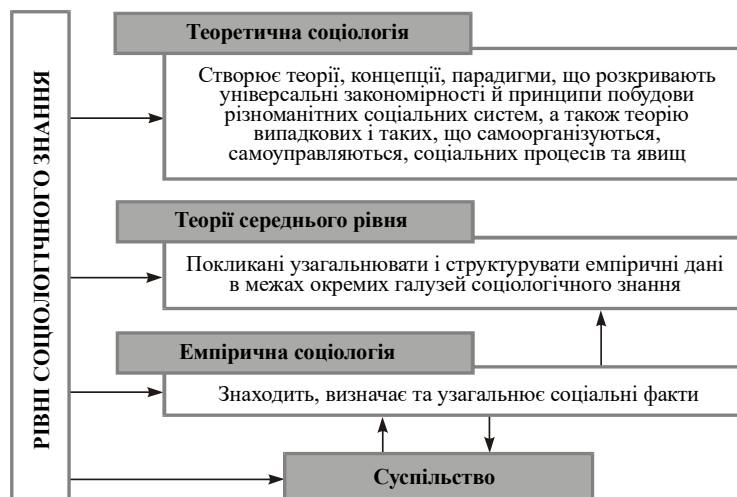 РІВНІ СОЦІОЛОГІЧНОГО ЗНАННЯ
Теоретична соціологія
Створює теорії, концепції, парадигми, що розкривають
універсальні закономірності й принципи побудови
різноманітних соціальних систем, а також теорію
випадкових і таких, що самоорганізуються,
самоуправляються, соціальних процесів та явищ
Теорії середнього рівня
Покликані узагальнювати і структурувати емпіричні дані
в межах окремих галузей соціологічного знання
Емпірична соціологія
Знаходить, визначає та узагальнює соціальні факти
Суспільство